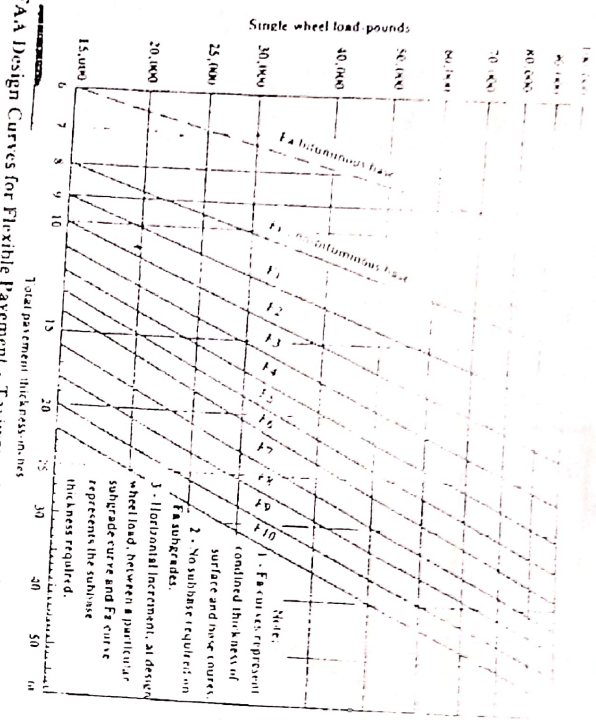 Single wheel load-pounds
15,000
20,000
25,000
30,000
40,000
50,000
60,000
70,000
80,000
Fa bituminous base
bituminous base
F1
F2
F3
F4
F6
F7
F8
F9
F10
Note:
1 - Fa curves represent
condined thickness of
surface and base courses
2 - No subbase required on
Fa subgrades.
3 - Horizontal increment, at design
wheel load, between a particular
subgrade curve and Fa curve
represents the subbase
thickness required.
6
7
8
9
10
15
20
25
30
40
50
Total pavement thickness-inches
FAA Design Curves for Flexible Pavement